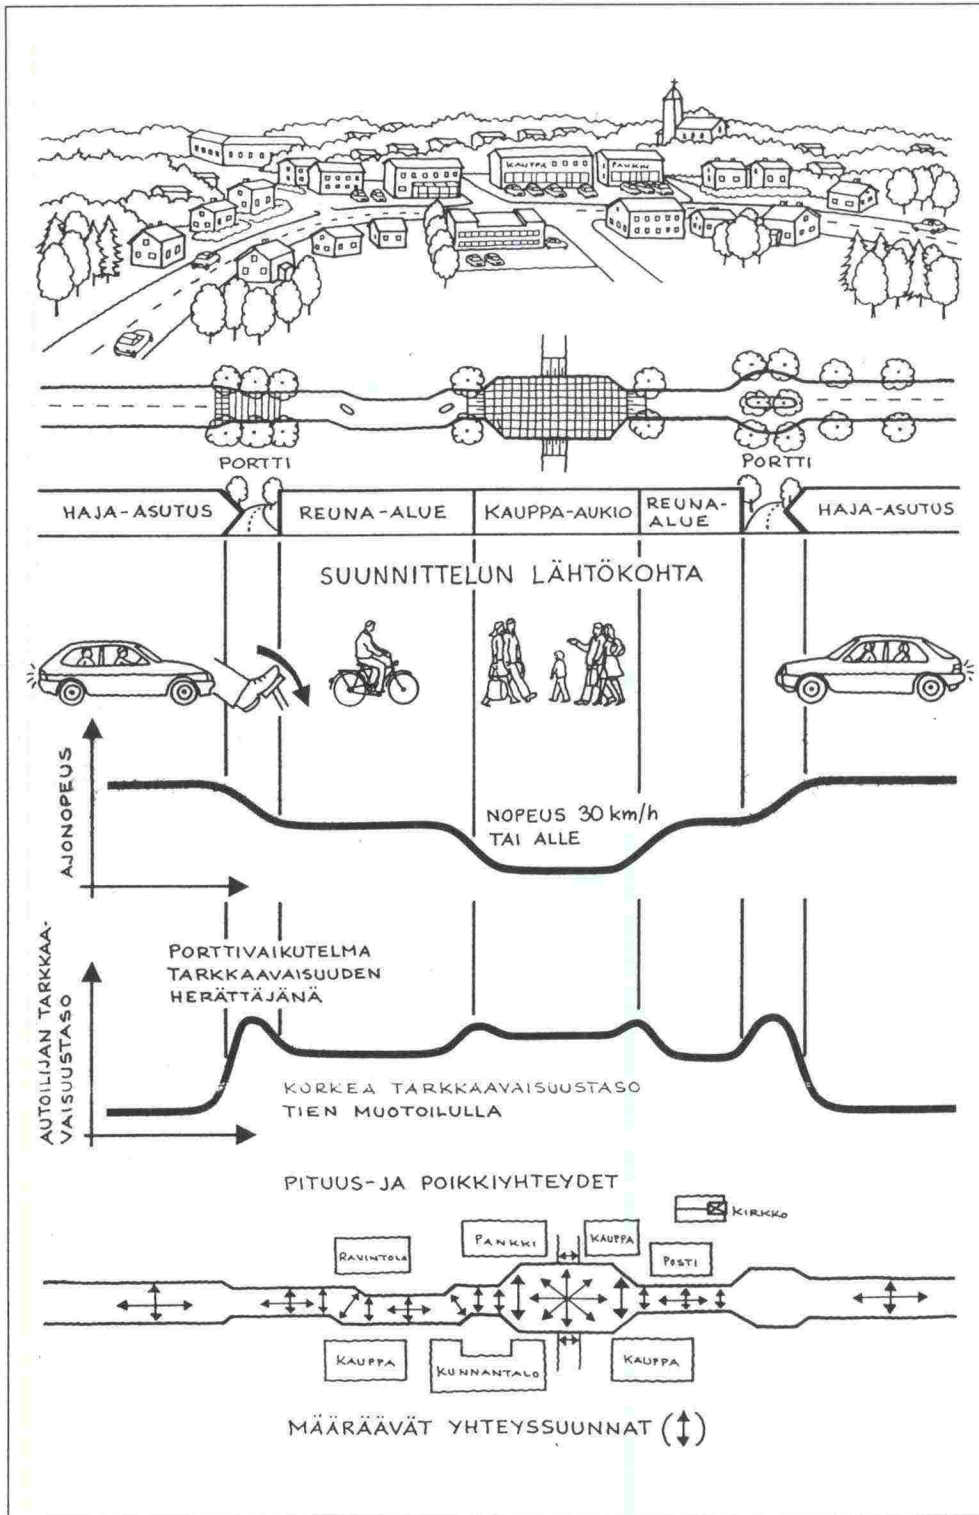 KAUPPA
PANKKI
PORTTI
PORTTI
HAJA-ASUTUS
REUNA-ALUE
KAUPPA-AUKIO
REUNA-
ALUE
HAJA-ASUTUS
SUUNNITTELUN LÄHTÖKOHTA
AJONOPEUS
NOPEUS 30 km/h
TAI ALLE
AUTOILIJAN TARKKAA-
VAISUUSTASO
PORTTIVAIKUTELMA
TARKKAAVAISUUDEN
HERÄTTÄJÄNÄ
KORKEA TARKKAAVAISUUSTASO
TIEN MUOTOILULLA
PITUUS- JA POIKKIYHTEYDET
KIRKKO
RAVINTOLA
PANKKI
KAUPPA
POSTI
KAUPPA
KUNNANTALO
KAUPPA
MÄÄRÄÄVÄT YHTEYSSUUNNAT (↕)